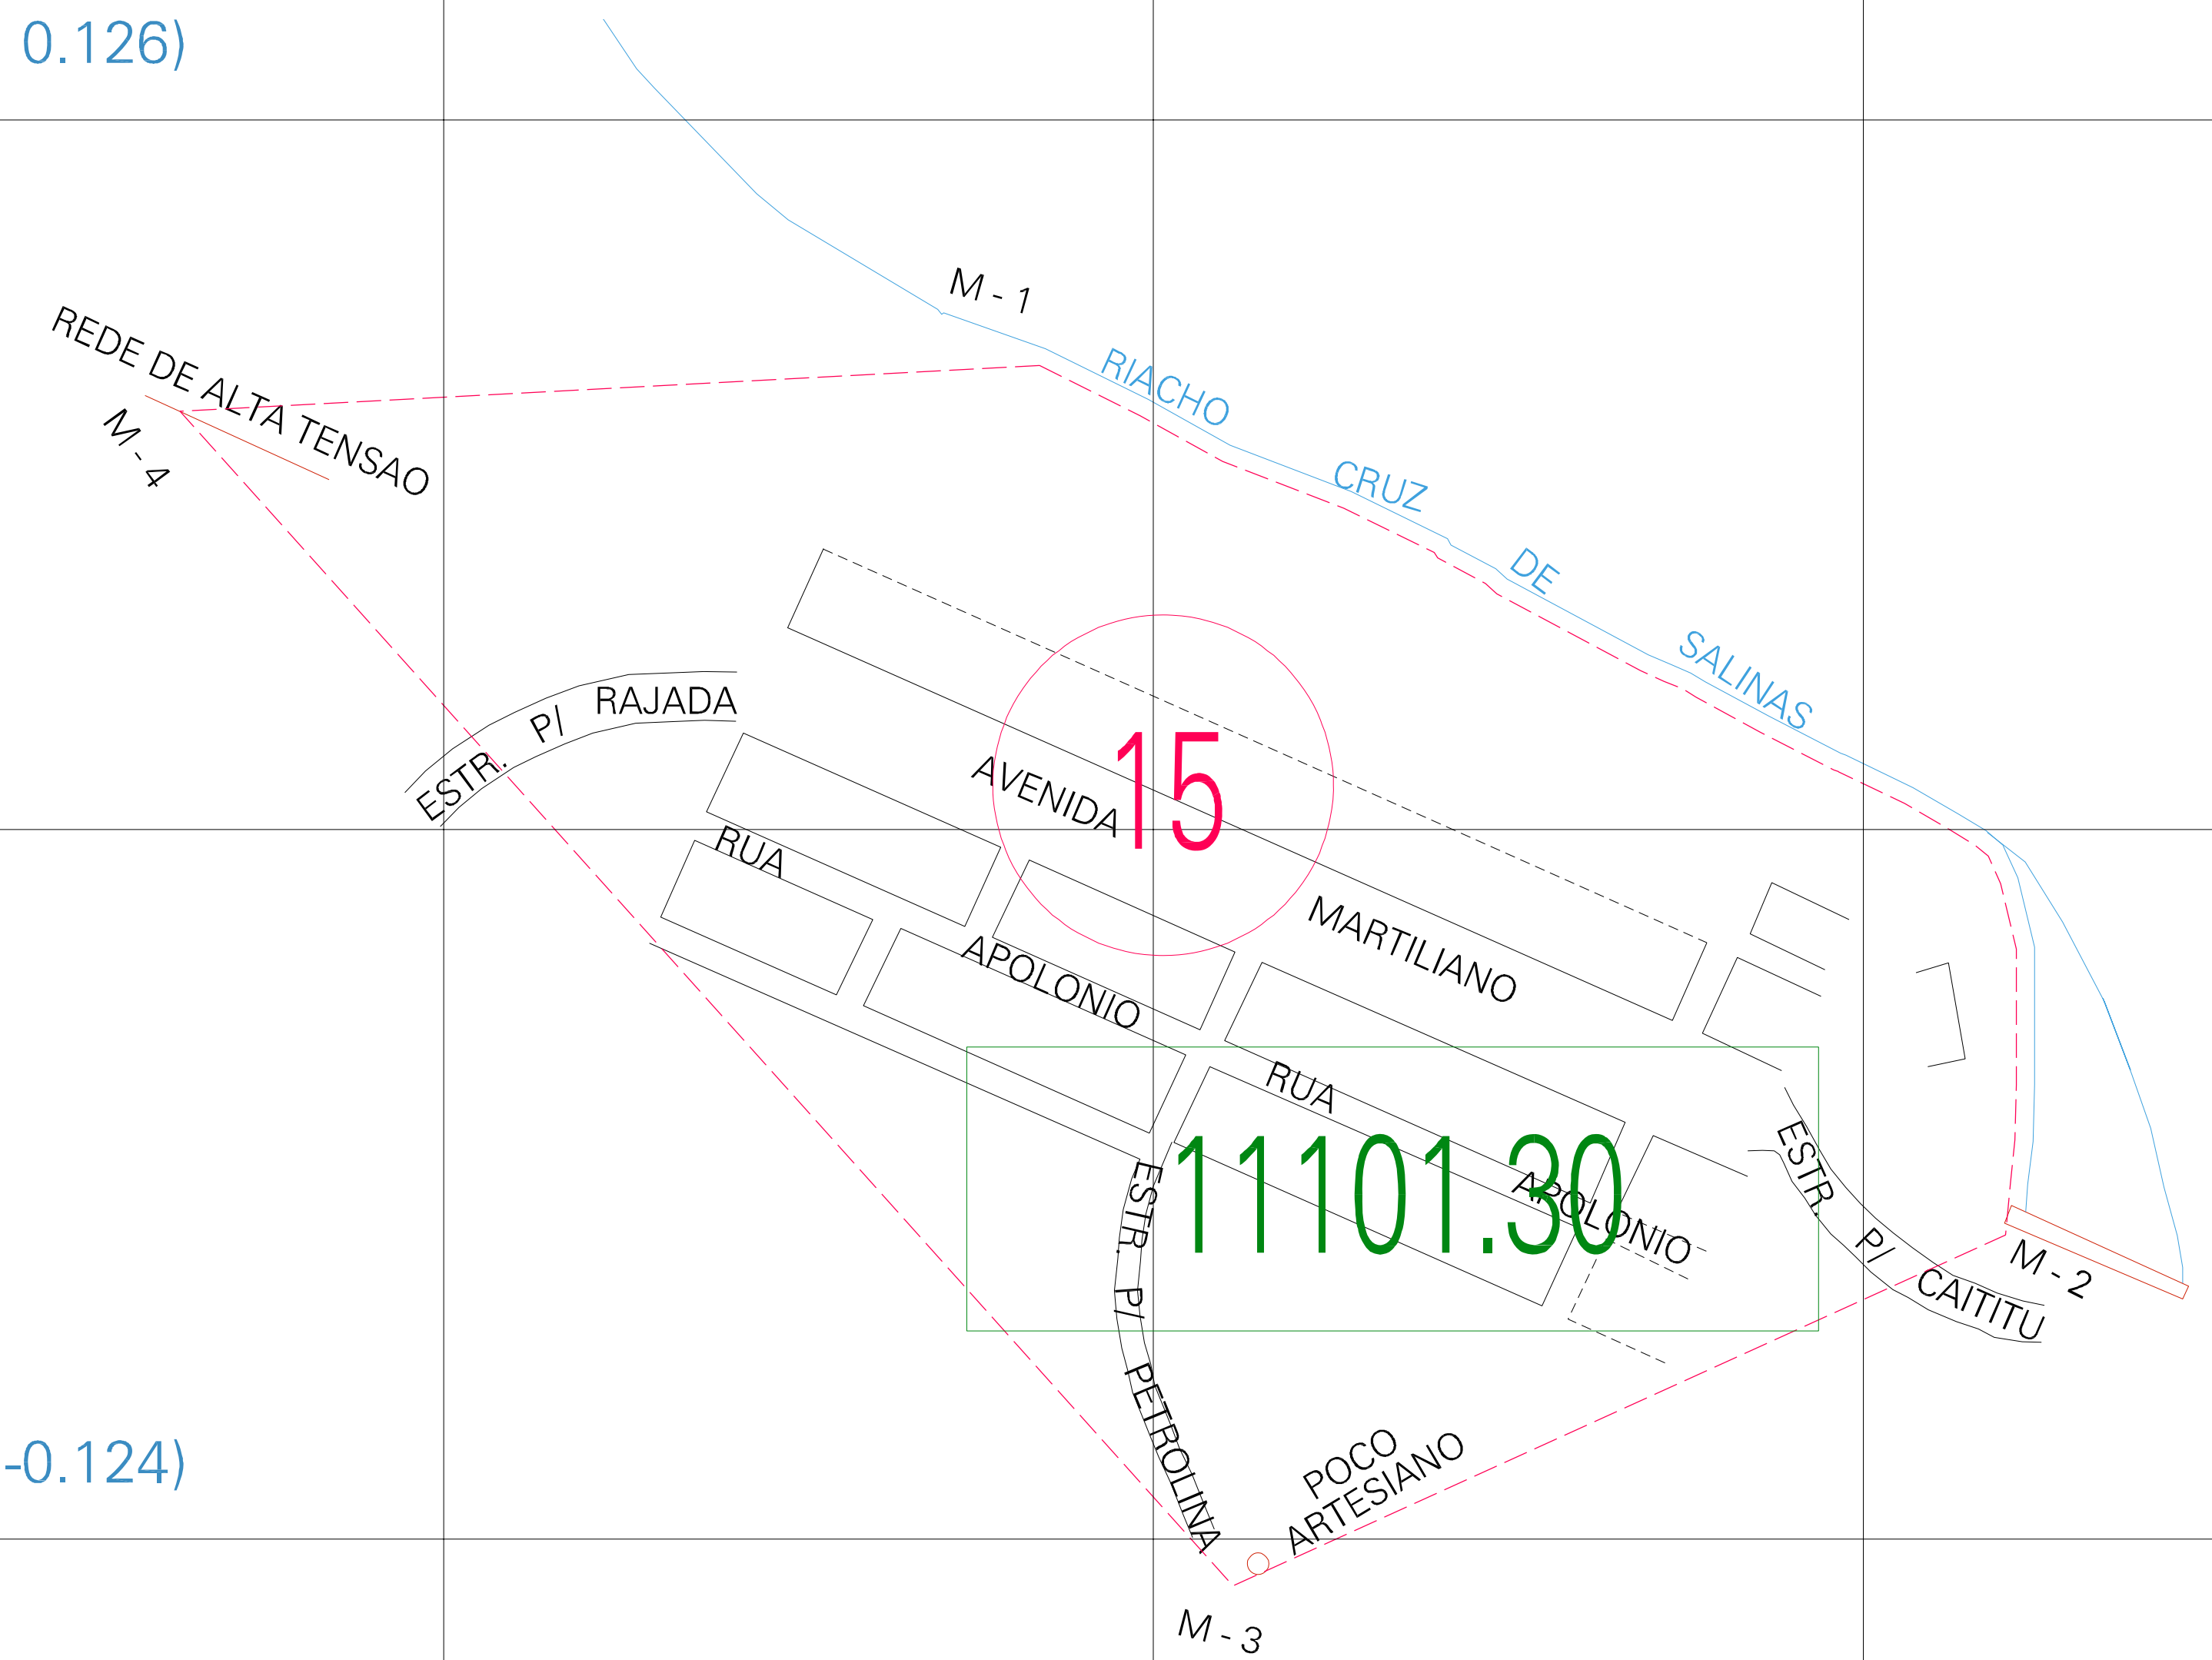 0.126)
M - 1
RIACHO CRUZ DE SALINAS
REDE DE ALTA TENSAO
M - 4
ESTR. P/ RAJADA
15
AVENIDA MARTILIANO
RUA APOLONIO
RUA APOLONIO
11101.30
ESTR. P/ PETROLINA
ESTR. P/ CAITITU
M - 2
-0.124)
POCO
ARTESIANO
M - 3